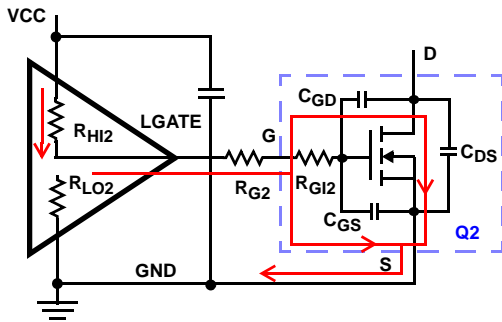 VCC
D
CGD
RHI2
LGATE
G
CDS
RLO2
RG2
RGI2
CGS
Q2
GND
S